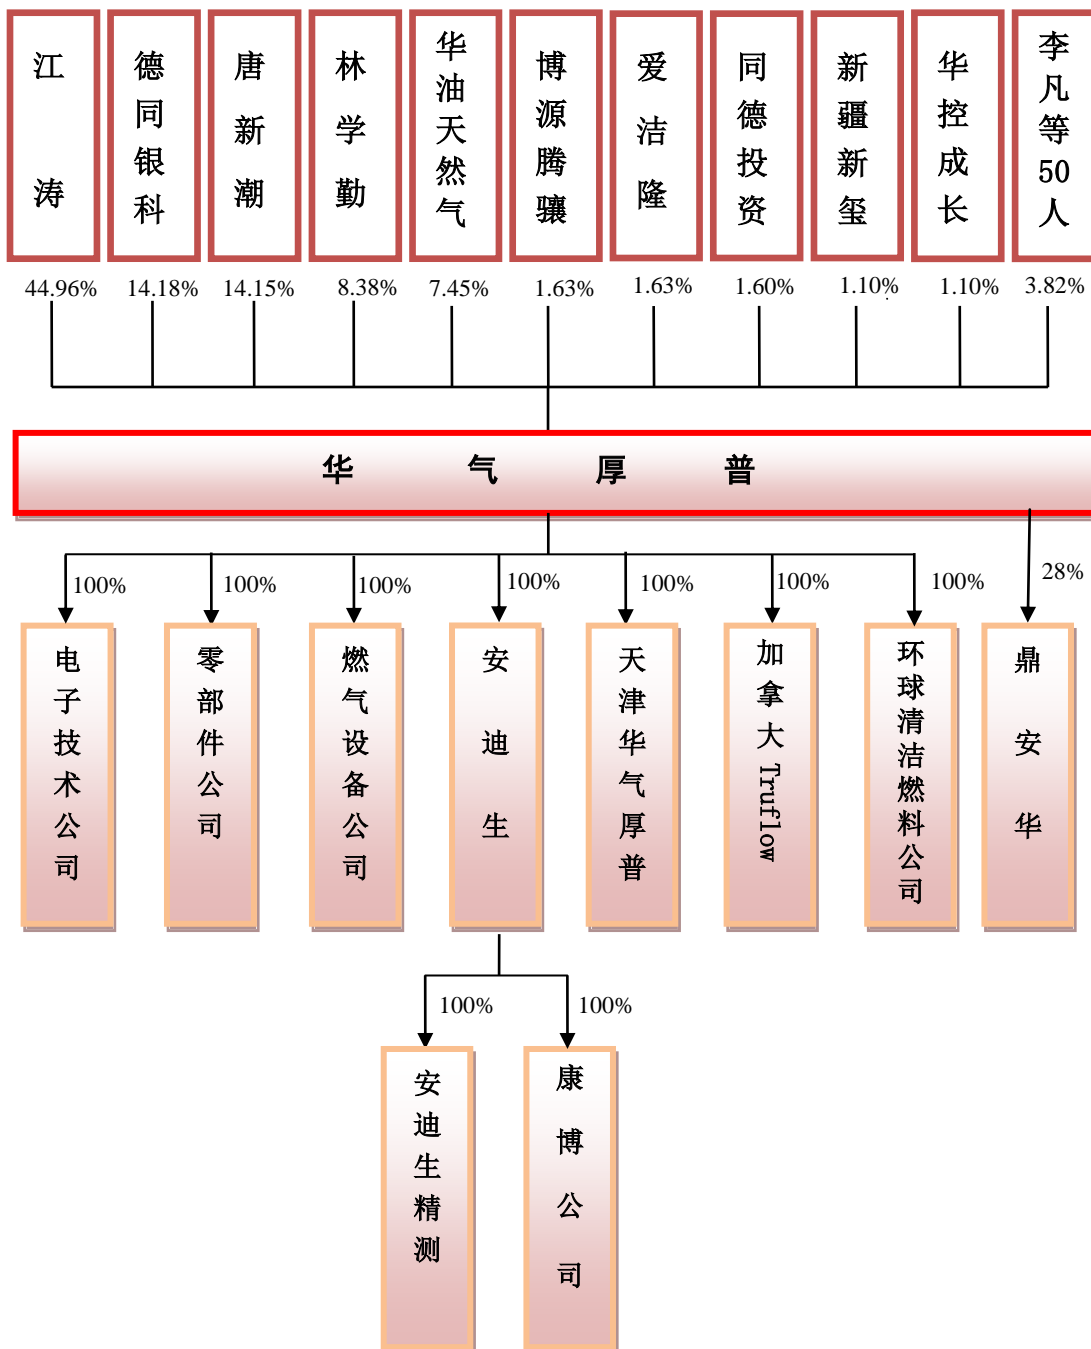 江涛
德同银科
唐新潮
林学勤
华油天然气
博源腾骧
爱洁隆
同德投资
新疆新玺
华控成长
李凡等50人
44.96%
14.18%
14.15%
8.38%
7.45%
1.63%
1.63%
1.60%
1.10%
1.10%
3.82%
华气厚普
100%
100%
100%
100%
100%
100%
100%
28%
电子技术公司
零部件公司
燃气设备公司
安迪生
天津华气厚普
加拿大Truflow
环球清洁燃料公司
鼎安华
100%
100%
安迪生精测
康博公司